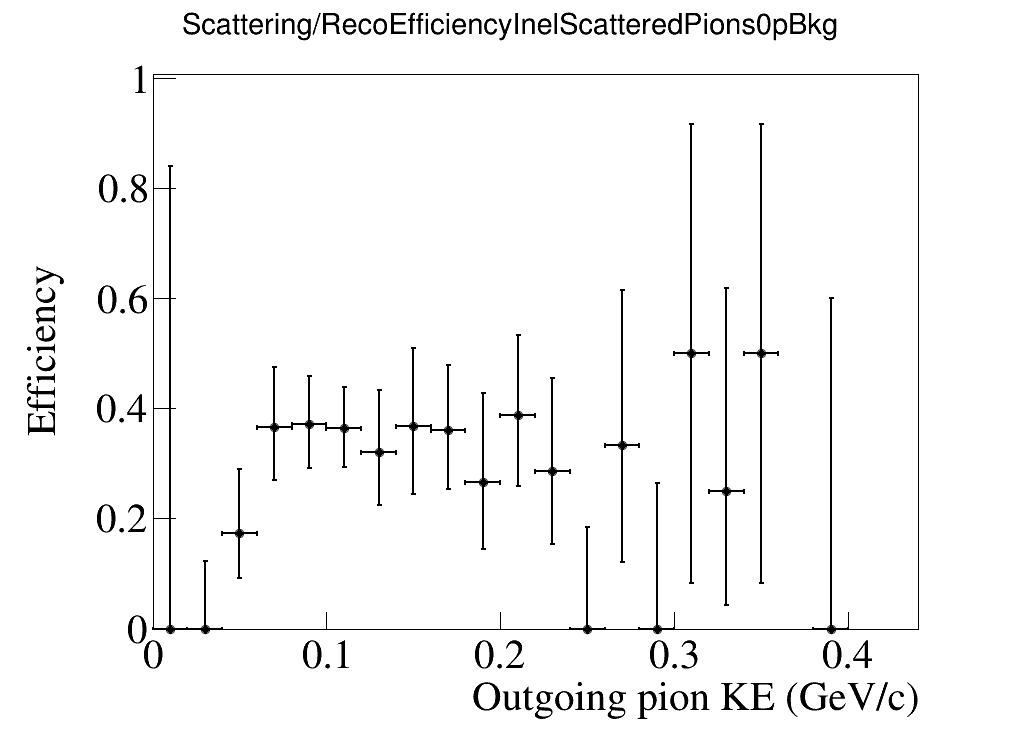 Scattering/RecoEfficiencyInelScatteredPions0pBkg
1
0.8
0.6
0.4
0.2
0
Efficiency
0 0.1 0.2 0.3 0.4
Outgoing pion KE (GeV/c)